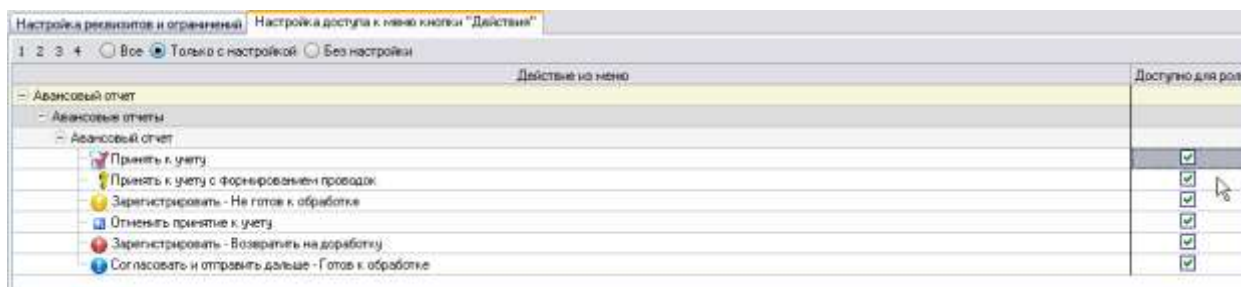 Настройка реквизитов и ограничений Настройка доступа к меню кнопки "Действия"
1 2 3 4 Все Только с настройкой Без настройки
Действие из меню Доступно для рол
Авансовый отчет
Авансовые отчеты
Авансовый отчет
Принять к учету
Принять к учету с формированием проводок
Зарегистрировать - Не готов к обработке
Отменить принятие к учету
Зарегистрировать - Возвратить на доработку
Согласовать и отправить дальше - Готов к обработке